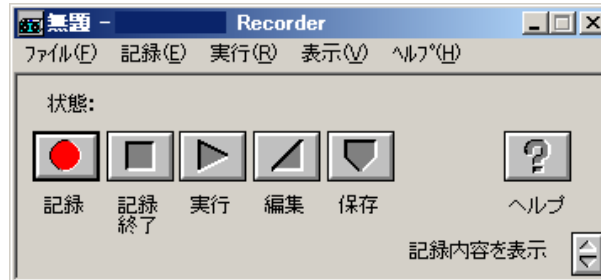 無題 - Recorder
ファイル(F) 記録(E) 実行(R) 表示(V) ヘルプ(H)
状態:
記録 記録終了 実行 編集 保存 ヘルプ
記録内容を表示